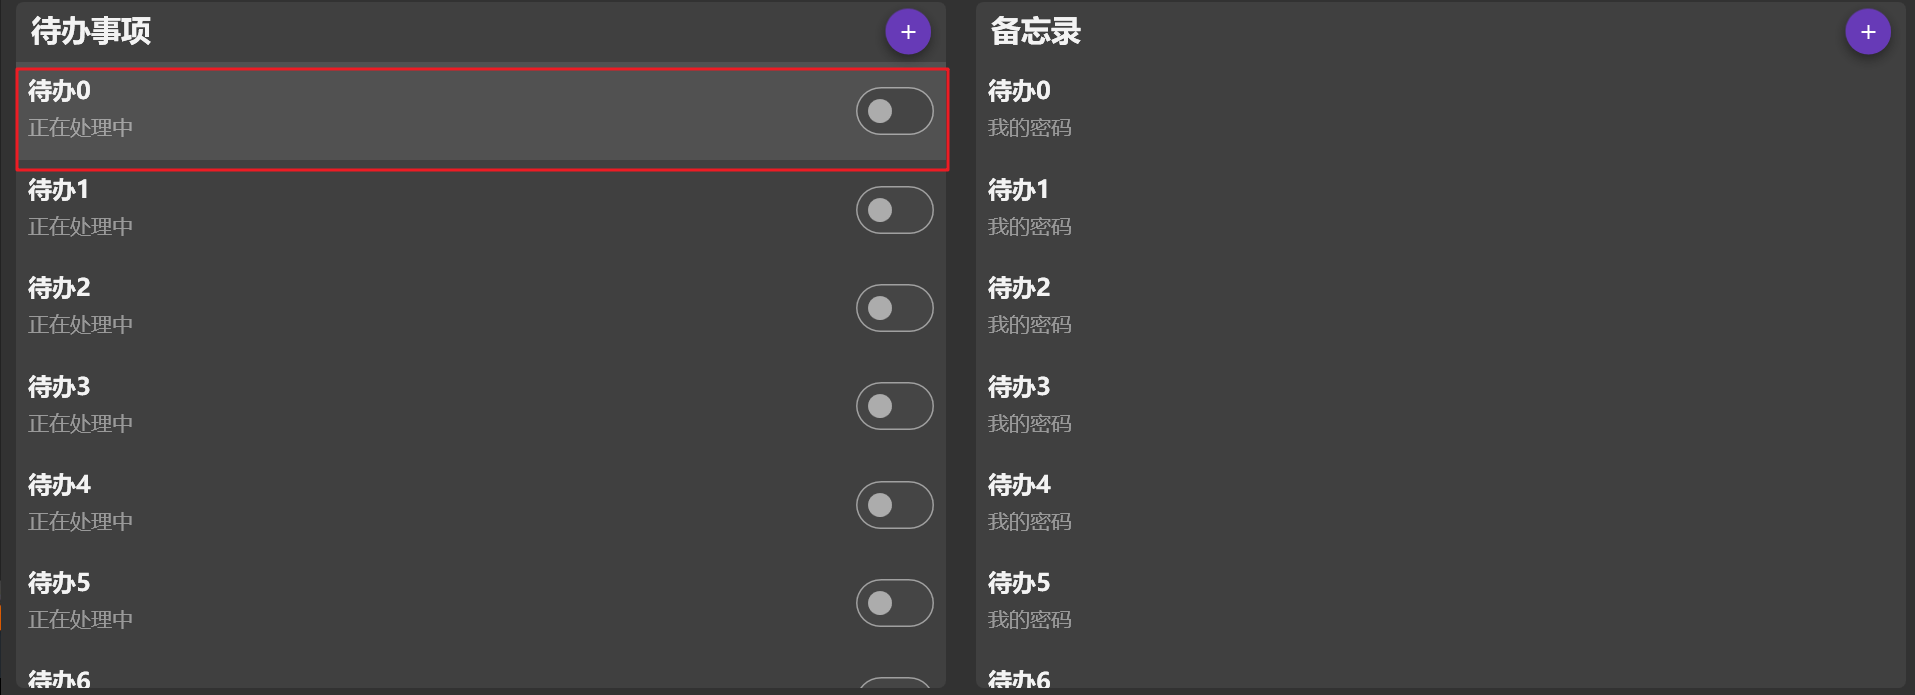 待办事项
+
待办0
正在处理中
待办1
正在处理中
待办2
正在处理中
待办3
正在处理中
待办4
正在处理中
待办5
正在处理中
待办6
备忘录
+
待办0
我的密码
待办1
我的密码
待办2
我的密码
待办3
我的密码
待办4
我的密码
待办5
我的密码
待办6